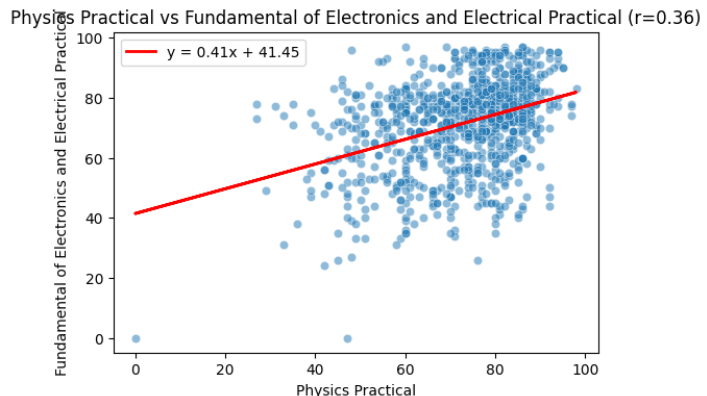 Physics Practical vs Fundamental of Electronics and Electrical Practical (r=0.36)
Fundamental of Electronics and Electrical Practical
y = 0.41x + 41.45
100
80
60
40
20
0
0 20 40 60 80 100
Physics Practical